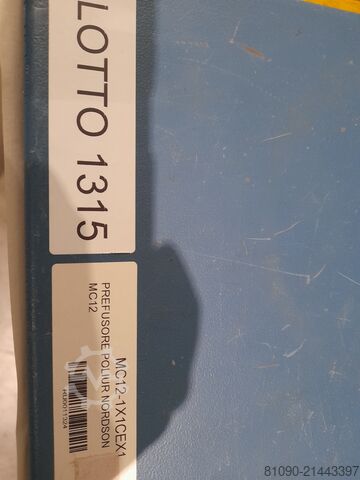 LOTTO 1315
MC12-1X1CEX1
PREFUSORE POLIUR NORDSON
MC12
81090-21443397